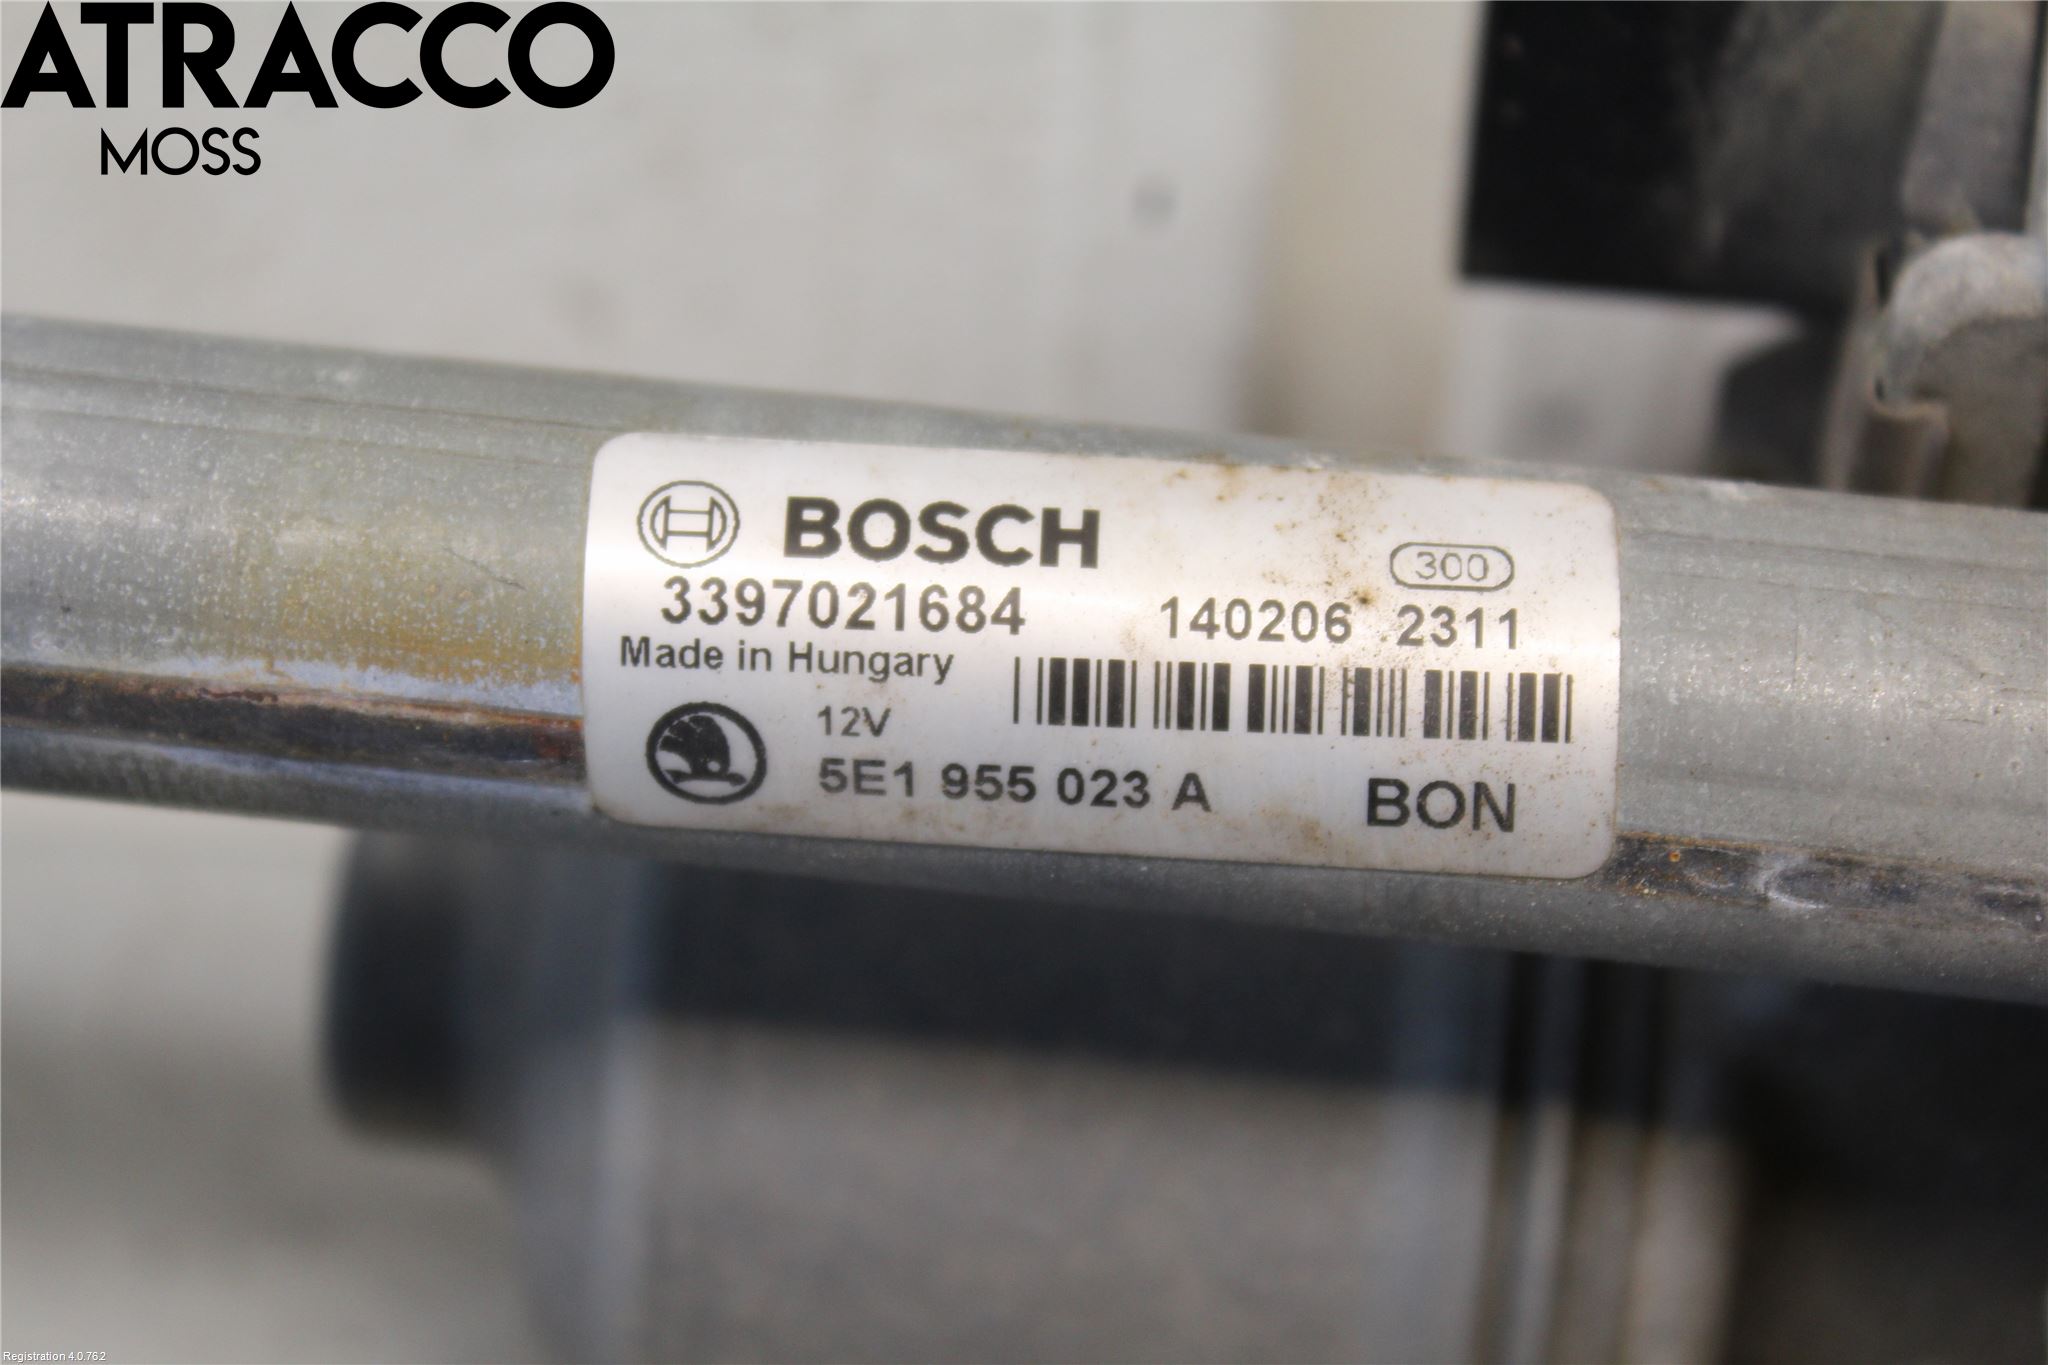 ATRACCO
MOSS
BOSCH
300
3397021684 140206 2311
Made in Hungary
12V
5E1 955 023 A BON
Registration 4.0.762